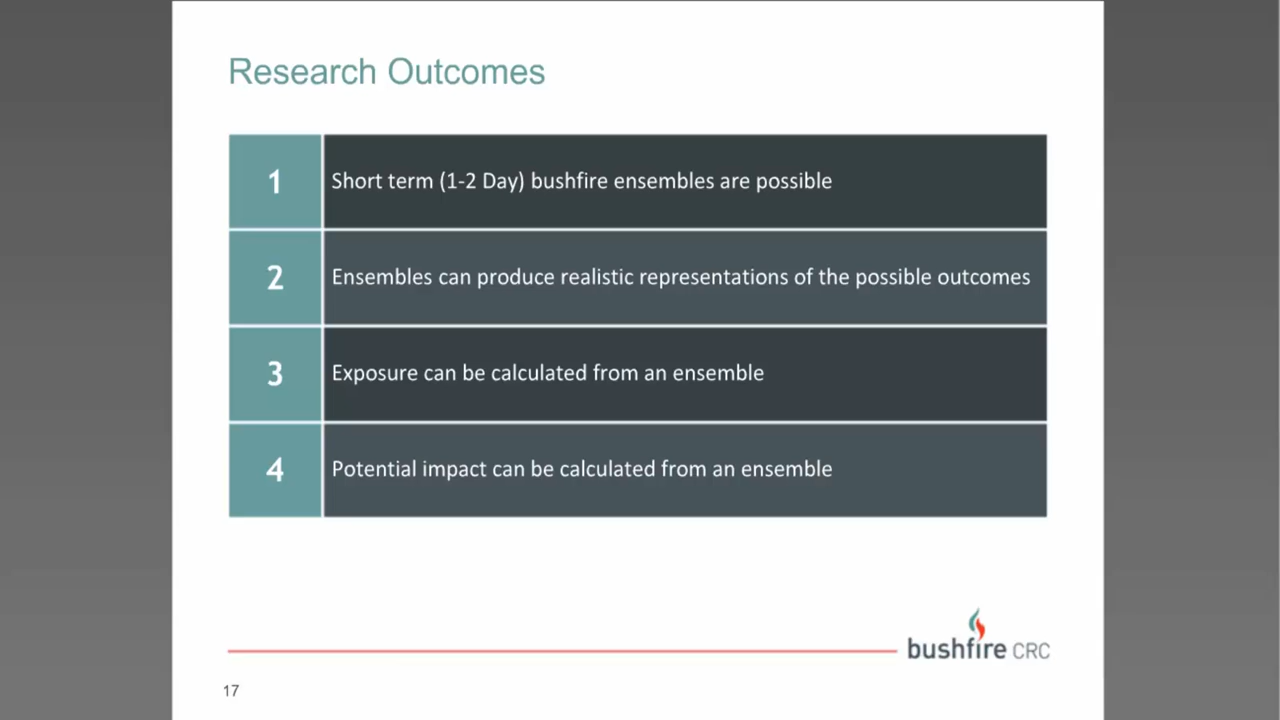 Research Outcomes
1
Short term (1-2 Day) bushfire ensembles are possible
2
Ensembles can produce realistic representations of the possible outcomes
3
Exposure can be calculated from an ensemble
4
Potential impact can be calculated from an ensemble
bushfire CRC
17